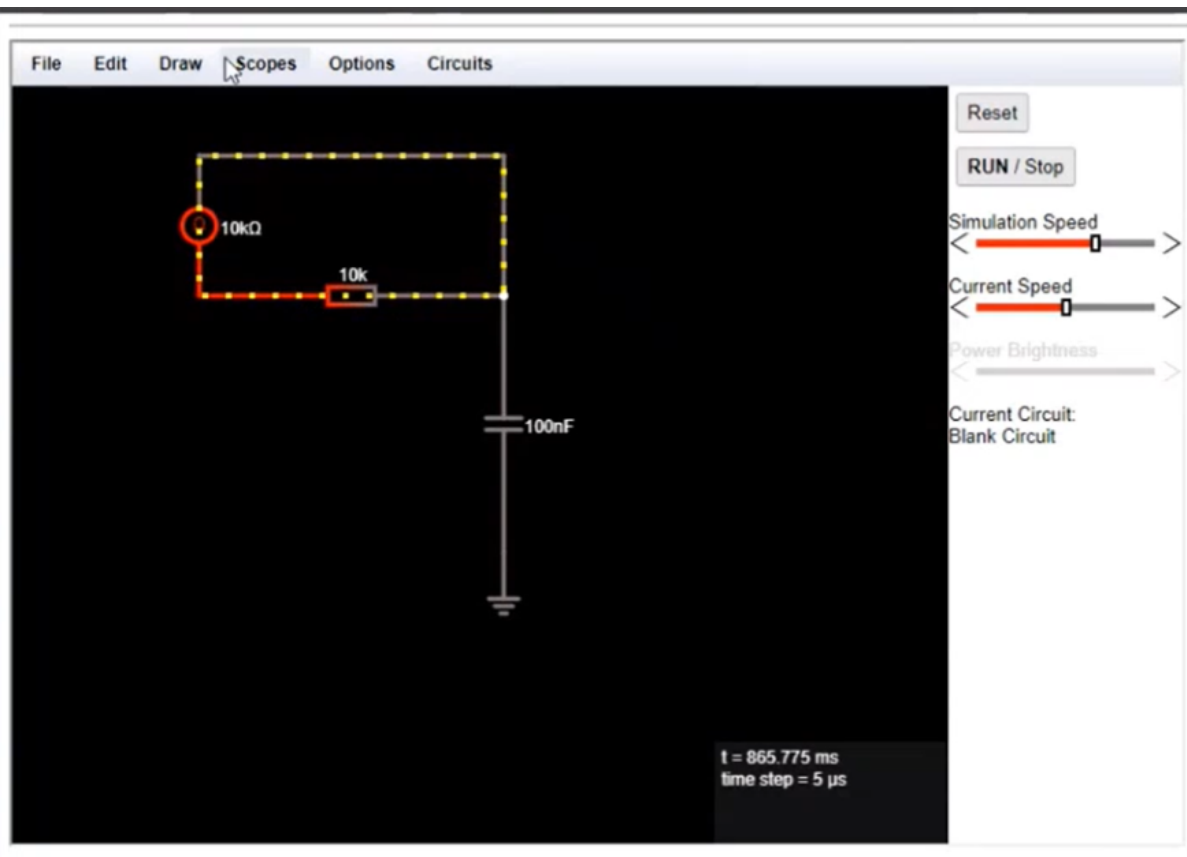 File Edit Draw Scopes Options Circuits
Reset
RUN / Stop
Simulation Speed
Current Speed
Power Brightness
Current Circuit:
Blank Circuit
10kΩ
10k
100nF
t = 865.775 ms
time step = 5 µs